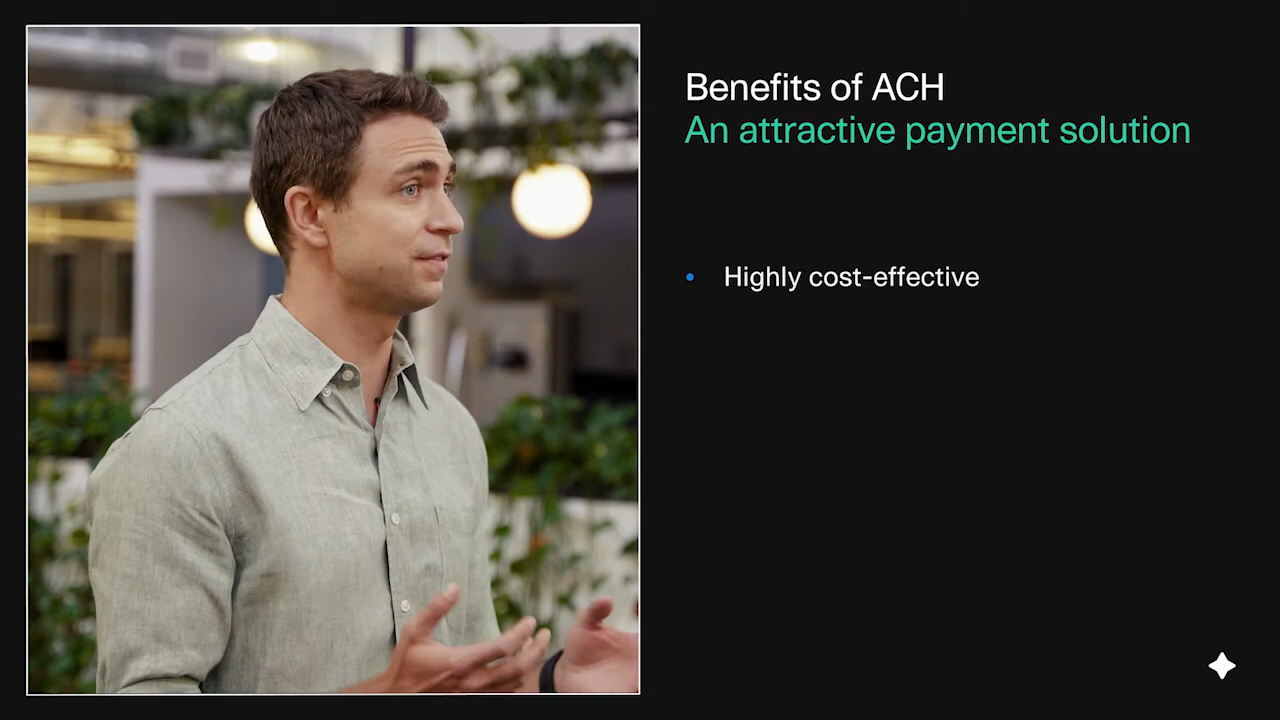 Benefits of ACH
An attractive payment solution
Highly cost-effective